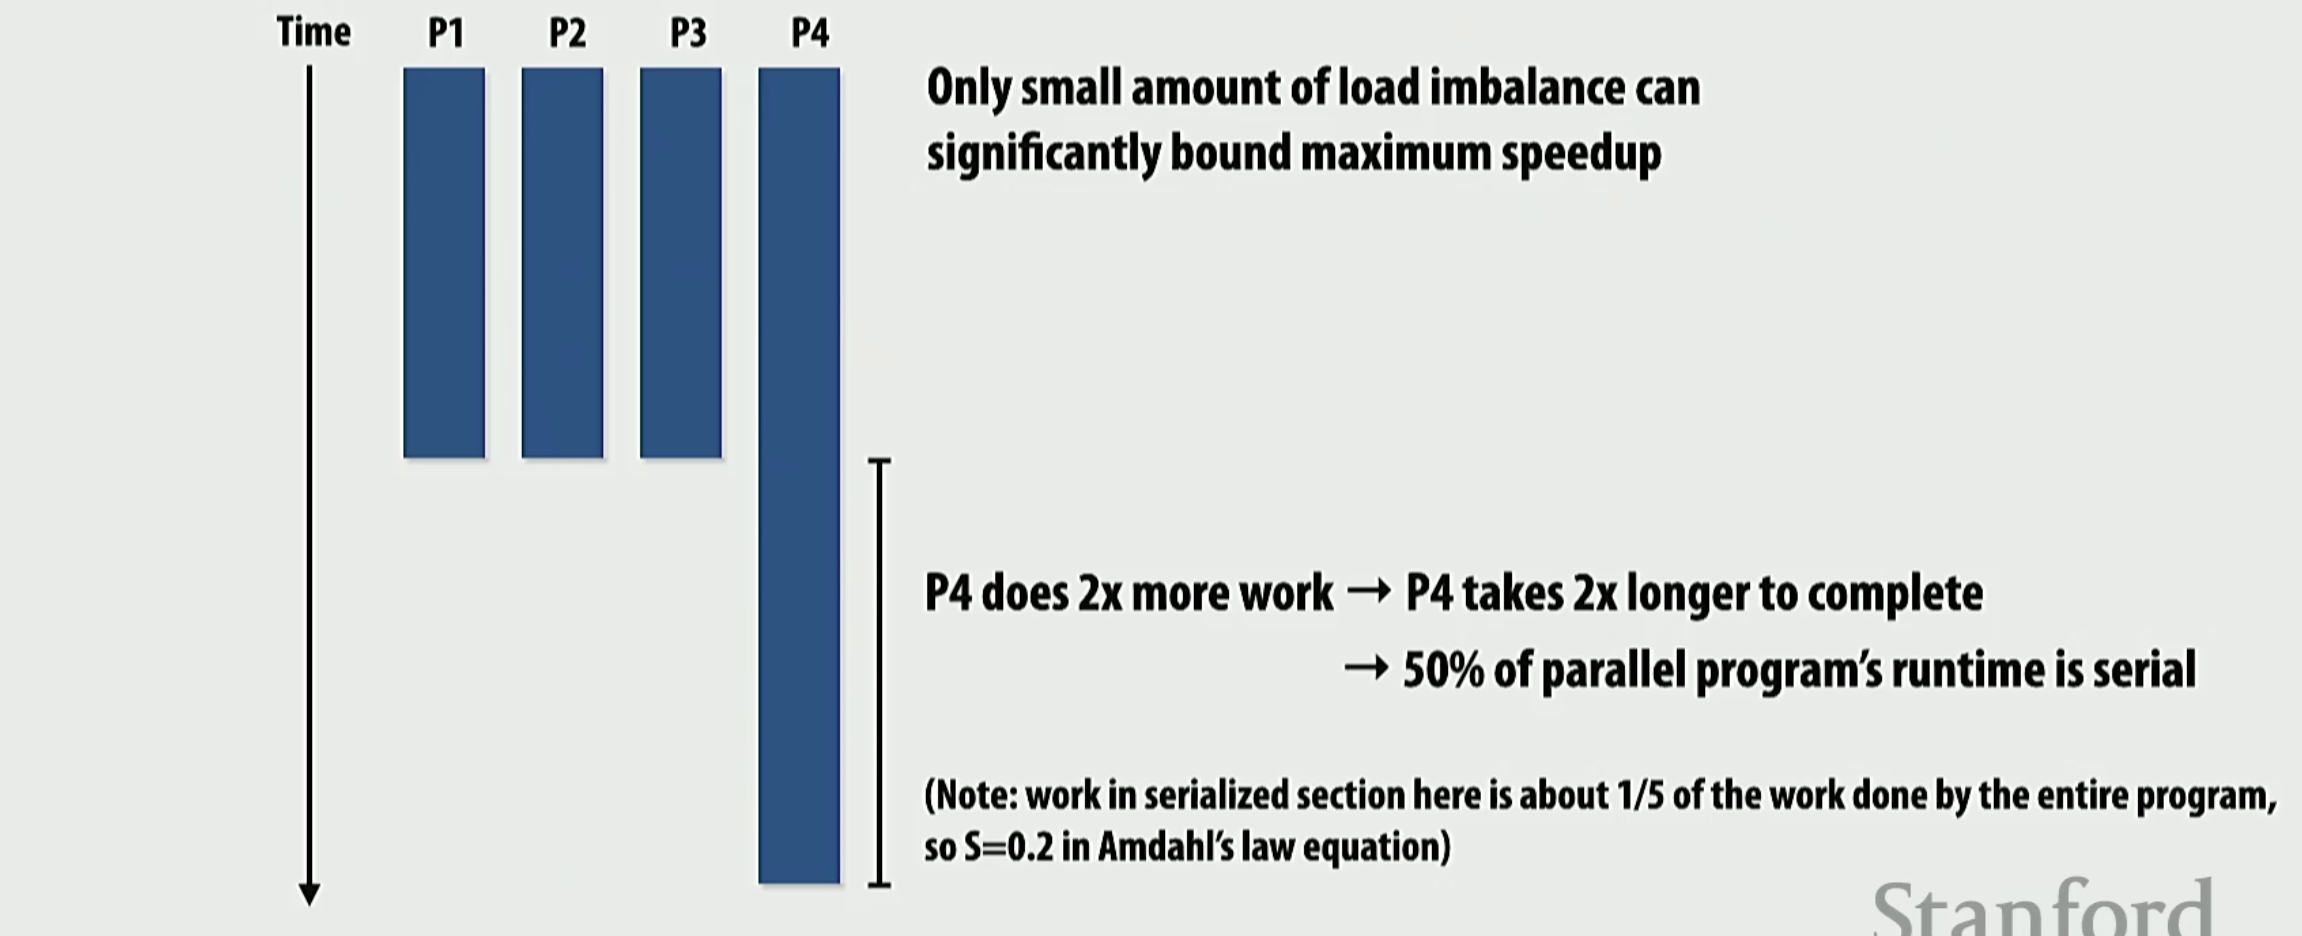 Time P1 P2 P3 P4
Only small amount of load imbalance can
significantly bound maximum speedup
P4 does 2x more work → P4 takes 2x longer to complete
→ 50% of parallel program’s runtime is serial
(Note: work in serialized section here is about 1/5 of the work done by the entire program,
so S=0.2 in Amdahl’s law equation)
Stanford